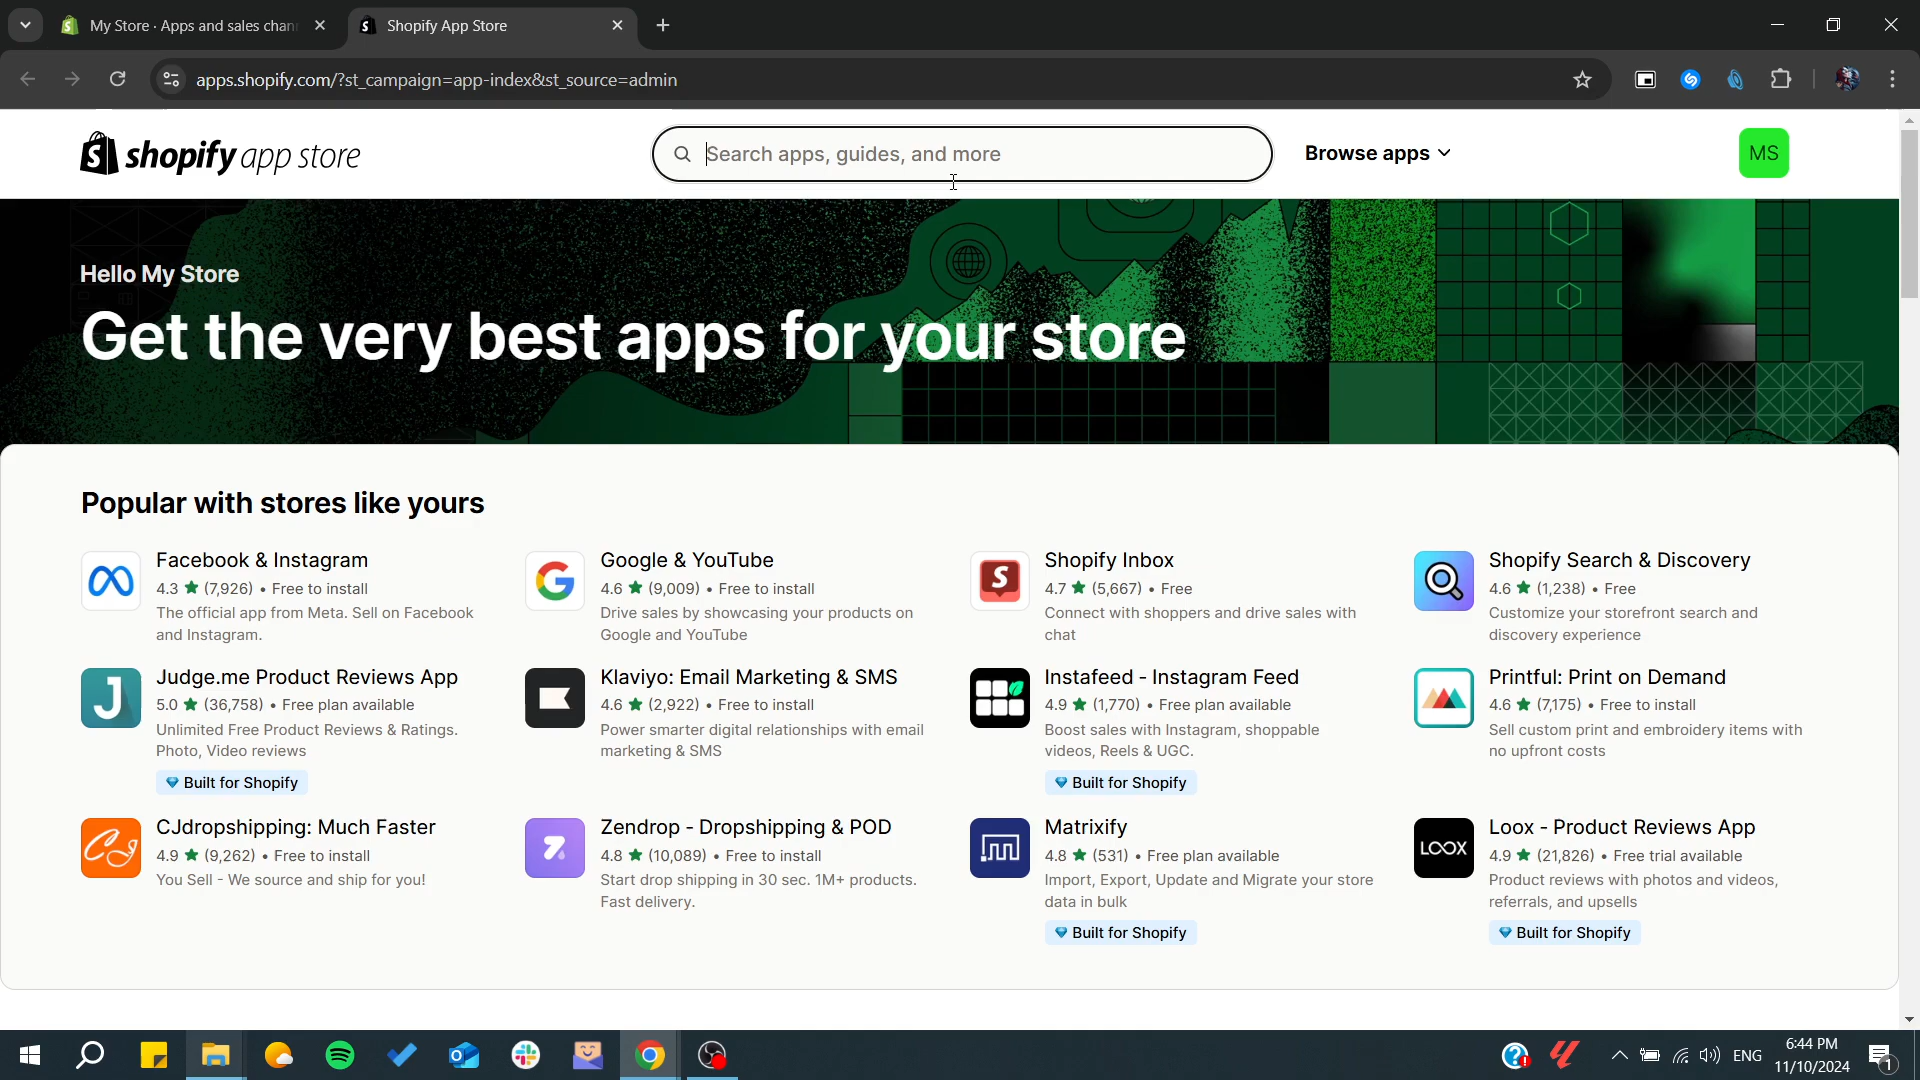 My Store · Apps and sales chan
Shopify App Store
apps.shopify.com/?st_campaign=app-index&st_source=admin
shopify app store
Search apps, guides, and more
Browse apps
MS
Hello My Store
Get the very best apps for your store
Popular with stores like yours
Facebook & Instagram
4.3 ★ (7,926) • Free to install
The official app from Meta. Sell on Facebook
and Instagram.
Google & YouTube
4.6 ★ (9,009) • Free to install
Drive sales by showcasing your products on
Google and YouTube
Shopify Inbox
4.7 ★ (5,667) • Free
Connect with shoppers and drive sales with
chat
Shopify Search & Discovery
4.6 ★ (1,238) • Free
Customize your storefront search and
discovery experience
Judge.me Product Reviews App
5.0 ★ (36,758) • Free plan available
Unlimited Free Product Reviews & Ratings.
Photo, Video reviews
Built for Shopify
Klaviyo: Email Marketing & SMS
4.6 ★ (2,922) • Free to install
Power smarter digital relationships with email
marketing & SMS
Instafeed - Instagram Feed
4.9 ★ (1,770) • Free plan available
Boost sales with Instagram, shoppable
videos, Reels & UGC.
Built for Shopify
Printful: Print on Demand
4.6 ★ (7,175) • Free to install
Sell custom print and embroidery items with
no upfront costs
CJdropshipping: Much Faster
4.9 ★ (9,262) • Free to install
You Sell - We source and ship for you!
Zendrop - Dropshipping & POD
4.8 ★ (10,089) • Free to install
Start drop shipping in 30 sec. 1M+ products.
Fast delivery.
Matrixify
4.8 ★ (531) • Free plan available
Import, Export, Update and Migrate your store
data in bulk
Built for Shopify
LOOX
Loox - Product Reviews App
4.9 ★ (21,826) • Free trial available
Product reviews with photos and videos,
referrals, and upsells
Built for Shopify
ENG
6:44 PM
11/10/2024
1